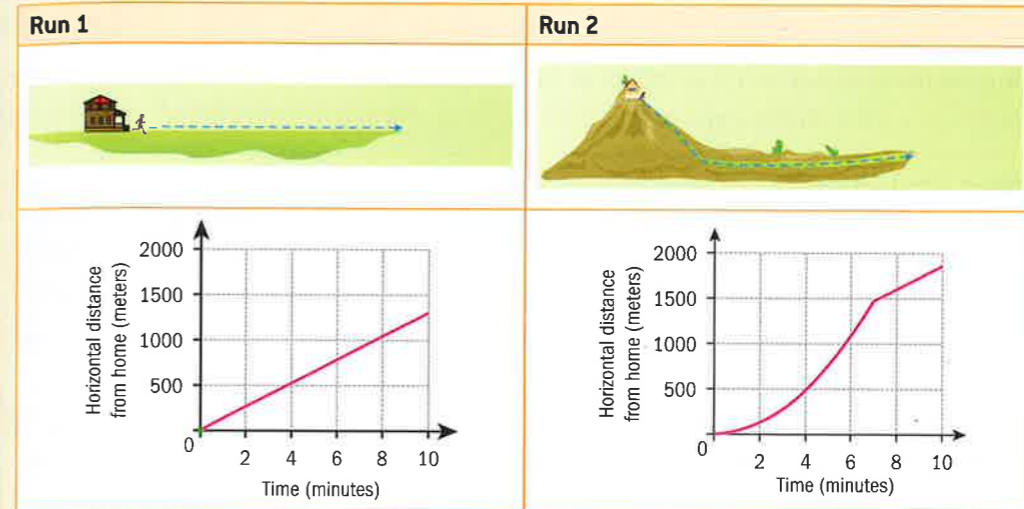 Run 1
Run 2
Horizontal distance
from home (meters)
2000
1500
1000
500
0
2 4 6 8 10
Time (minutes)
Horizontal distance
from home (meters)
2000
1500
1000
500
0
2 4 6 8 10
Time (minutes)